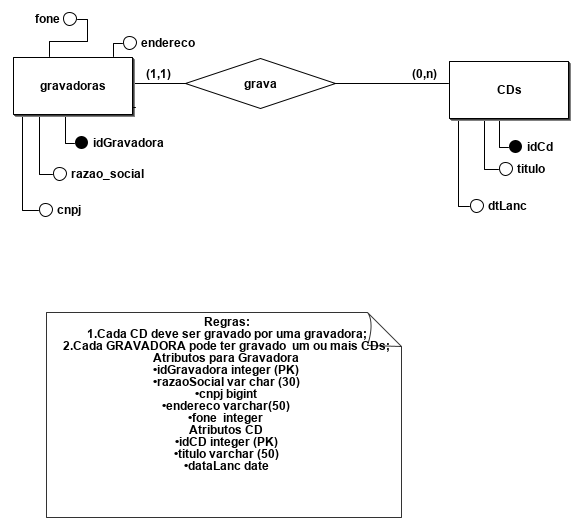 fone
endereco
gravadoras
(1,1)
grava
(0,n)
CDs
idGravadora
idCd
razao_social
titulo
cnpj
dtLanc
Regras:
1.Cada CD deve ser gravado por uma gravadora;
2.Cada GRAVADORA pode ter gravado um ou mais CDs;
Atributos para Gravadora
•idGravadora integer (PK)
•razaoSocial var char (30)
•cnpj bigint
•endereco varchar(50)
•fone integer
Atributos CD
•idCD integer (PK)
•titulo varchar (50)
•dataLanc date